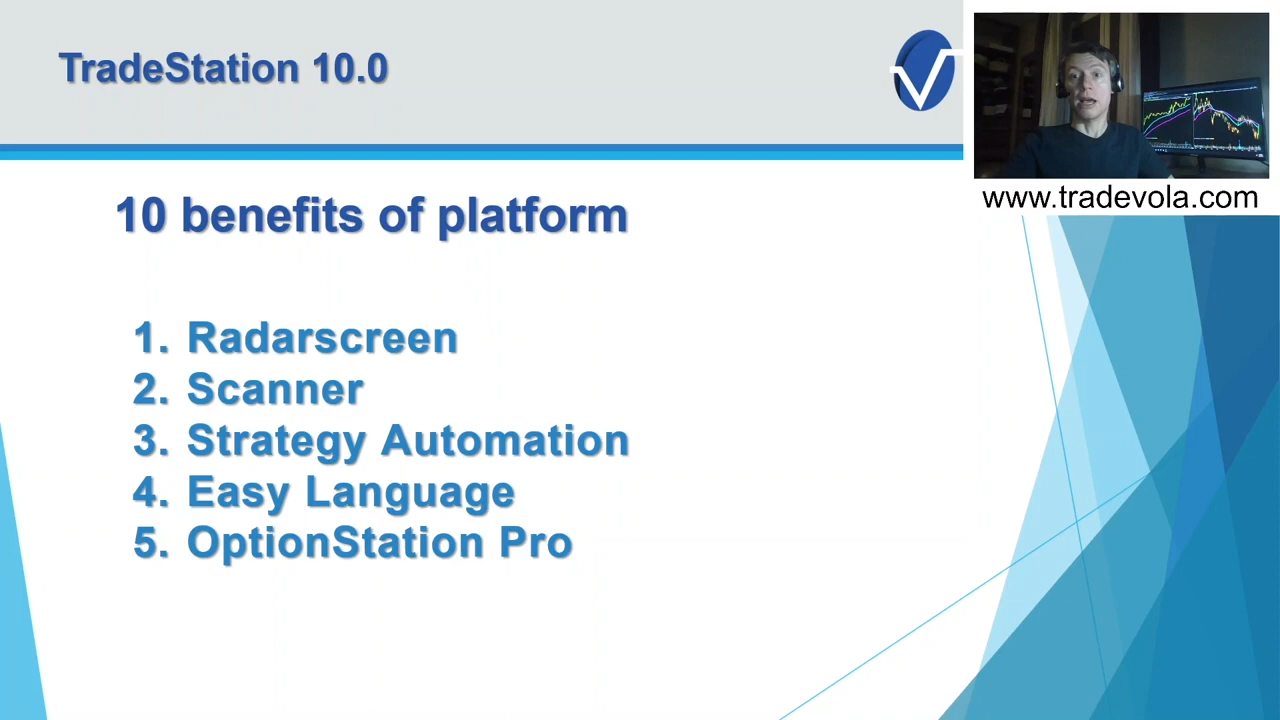 TradeStation 10.0
www.tradevola.com
10 benefits of platform
1. Radarscreen
2. Scanner
3. Strategy Automation
4. Easy Language
5. OptionStation Pro